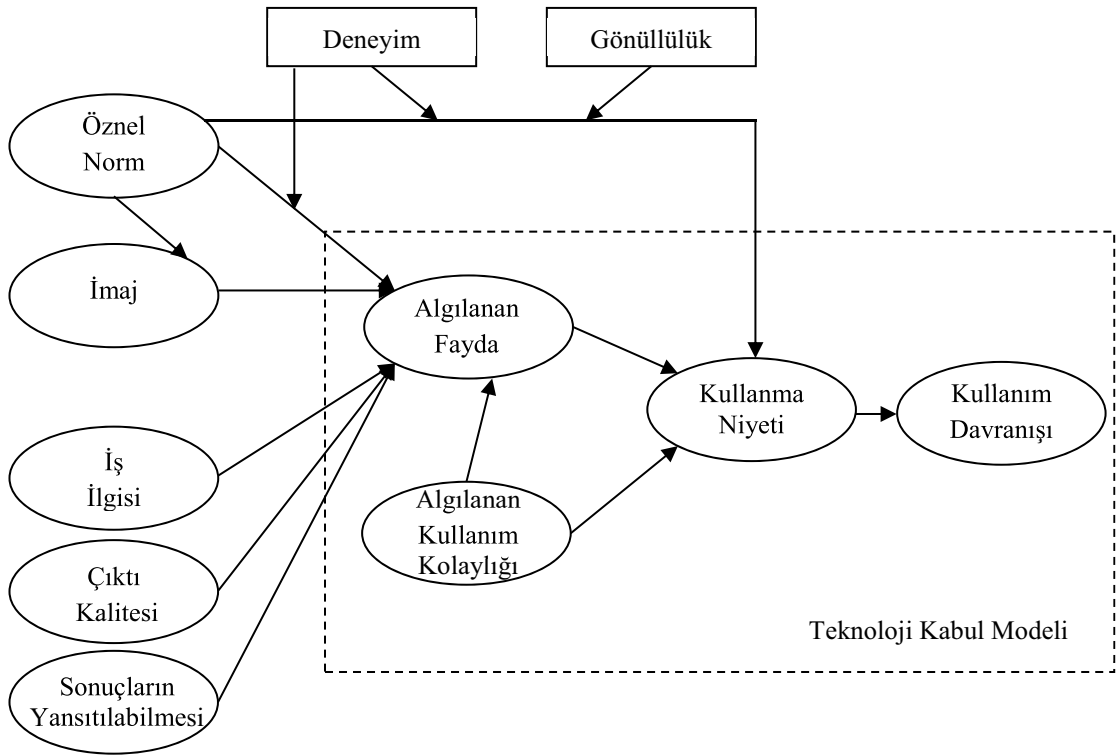 Deneyim
Gönüllülük
Öznel
Norm
İmaj
Algılanan
Fayda
Kullanma
Niyeti
Kullanım
Davranışı
İş
İlgisi
Algılanan
Kullanım
Kolaylığı
Çıktı
Kalitesi
Teknoloji Kabul Modeli
Sonuçların
Yansıtılabilmesi